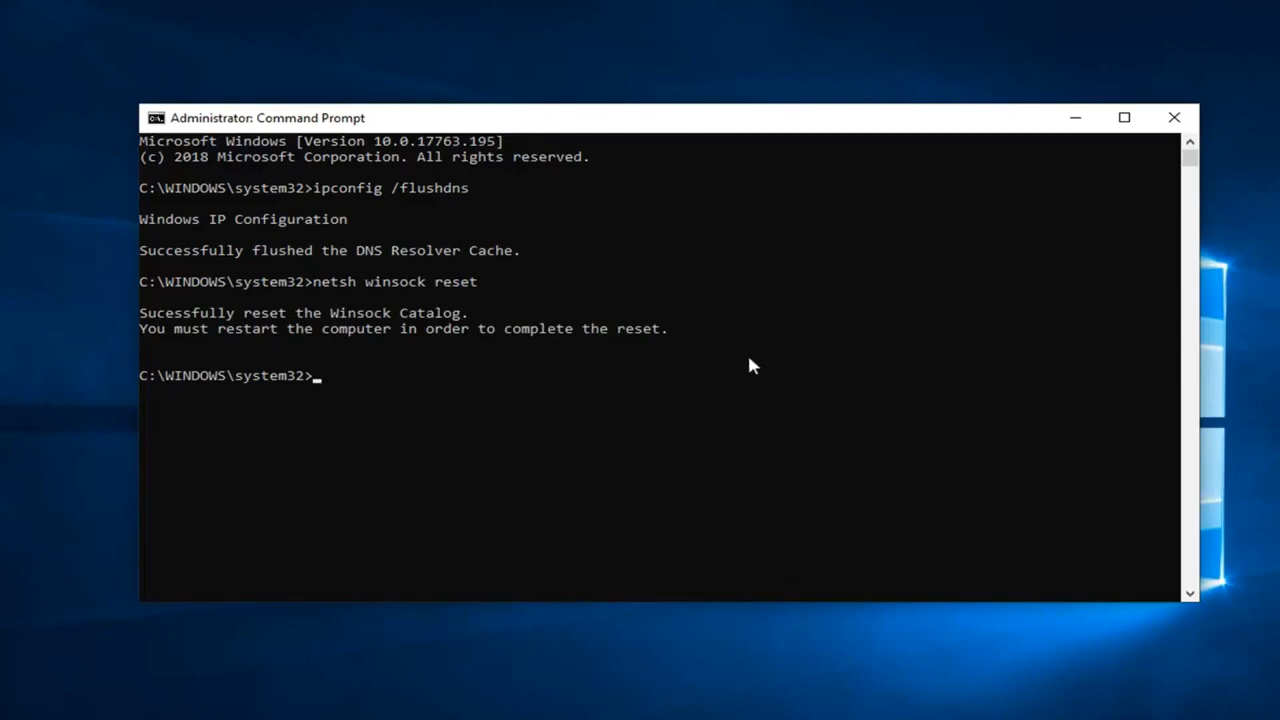 Administrator: Command Prompt
Microsoft Windows [Version 10.0.17763.195]
(c) 2018 Microsoft Corporation. All rights reserved.
C:\WINDOWS\system32>ipconfig /flushdns
Windows IP Configuration
Successfully flushed the DNS Resolver Cache.
C:\WINDOWS\system32>netsh winsock reset
Sucessfully reset the Winsock Catalog.
You must restart the computer in order to complete the reset.
C:\WINDOWS\system32>